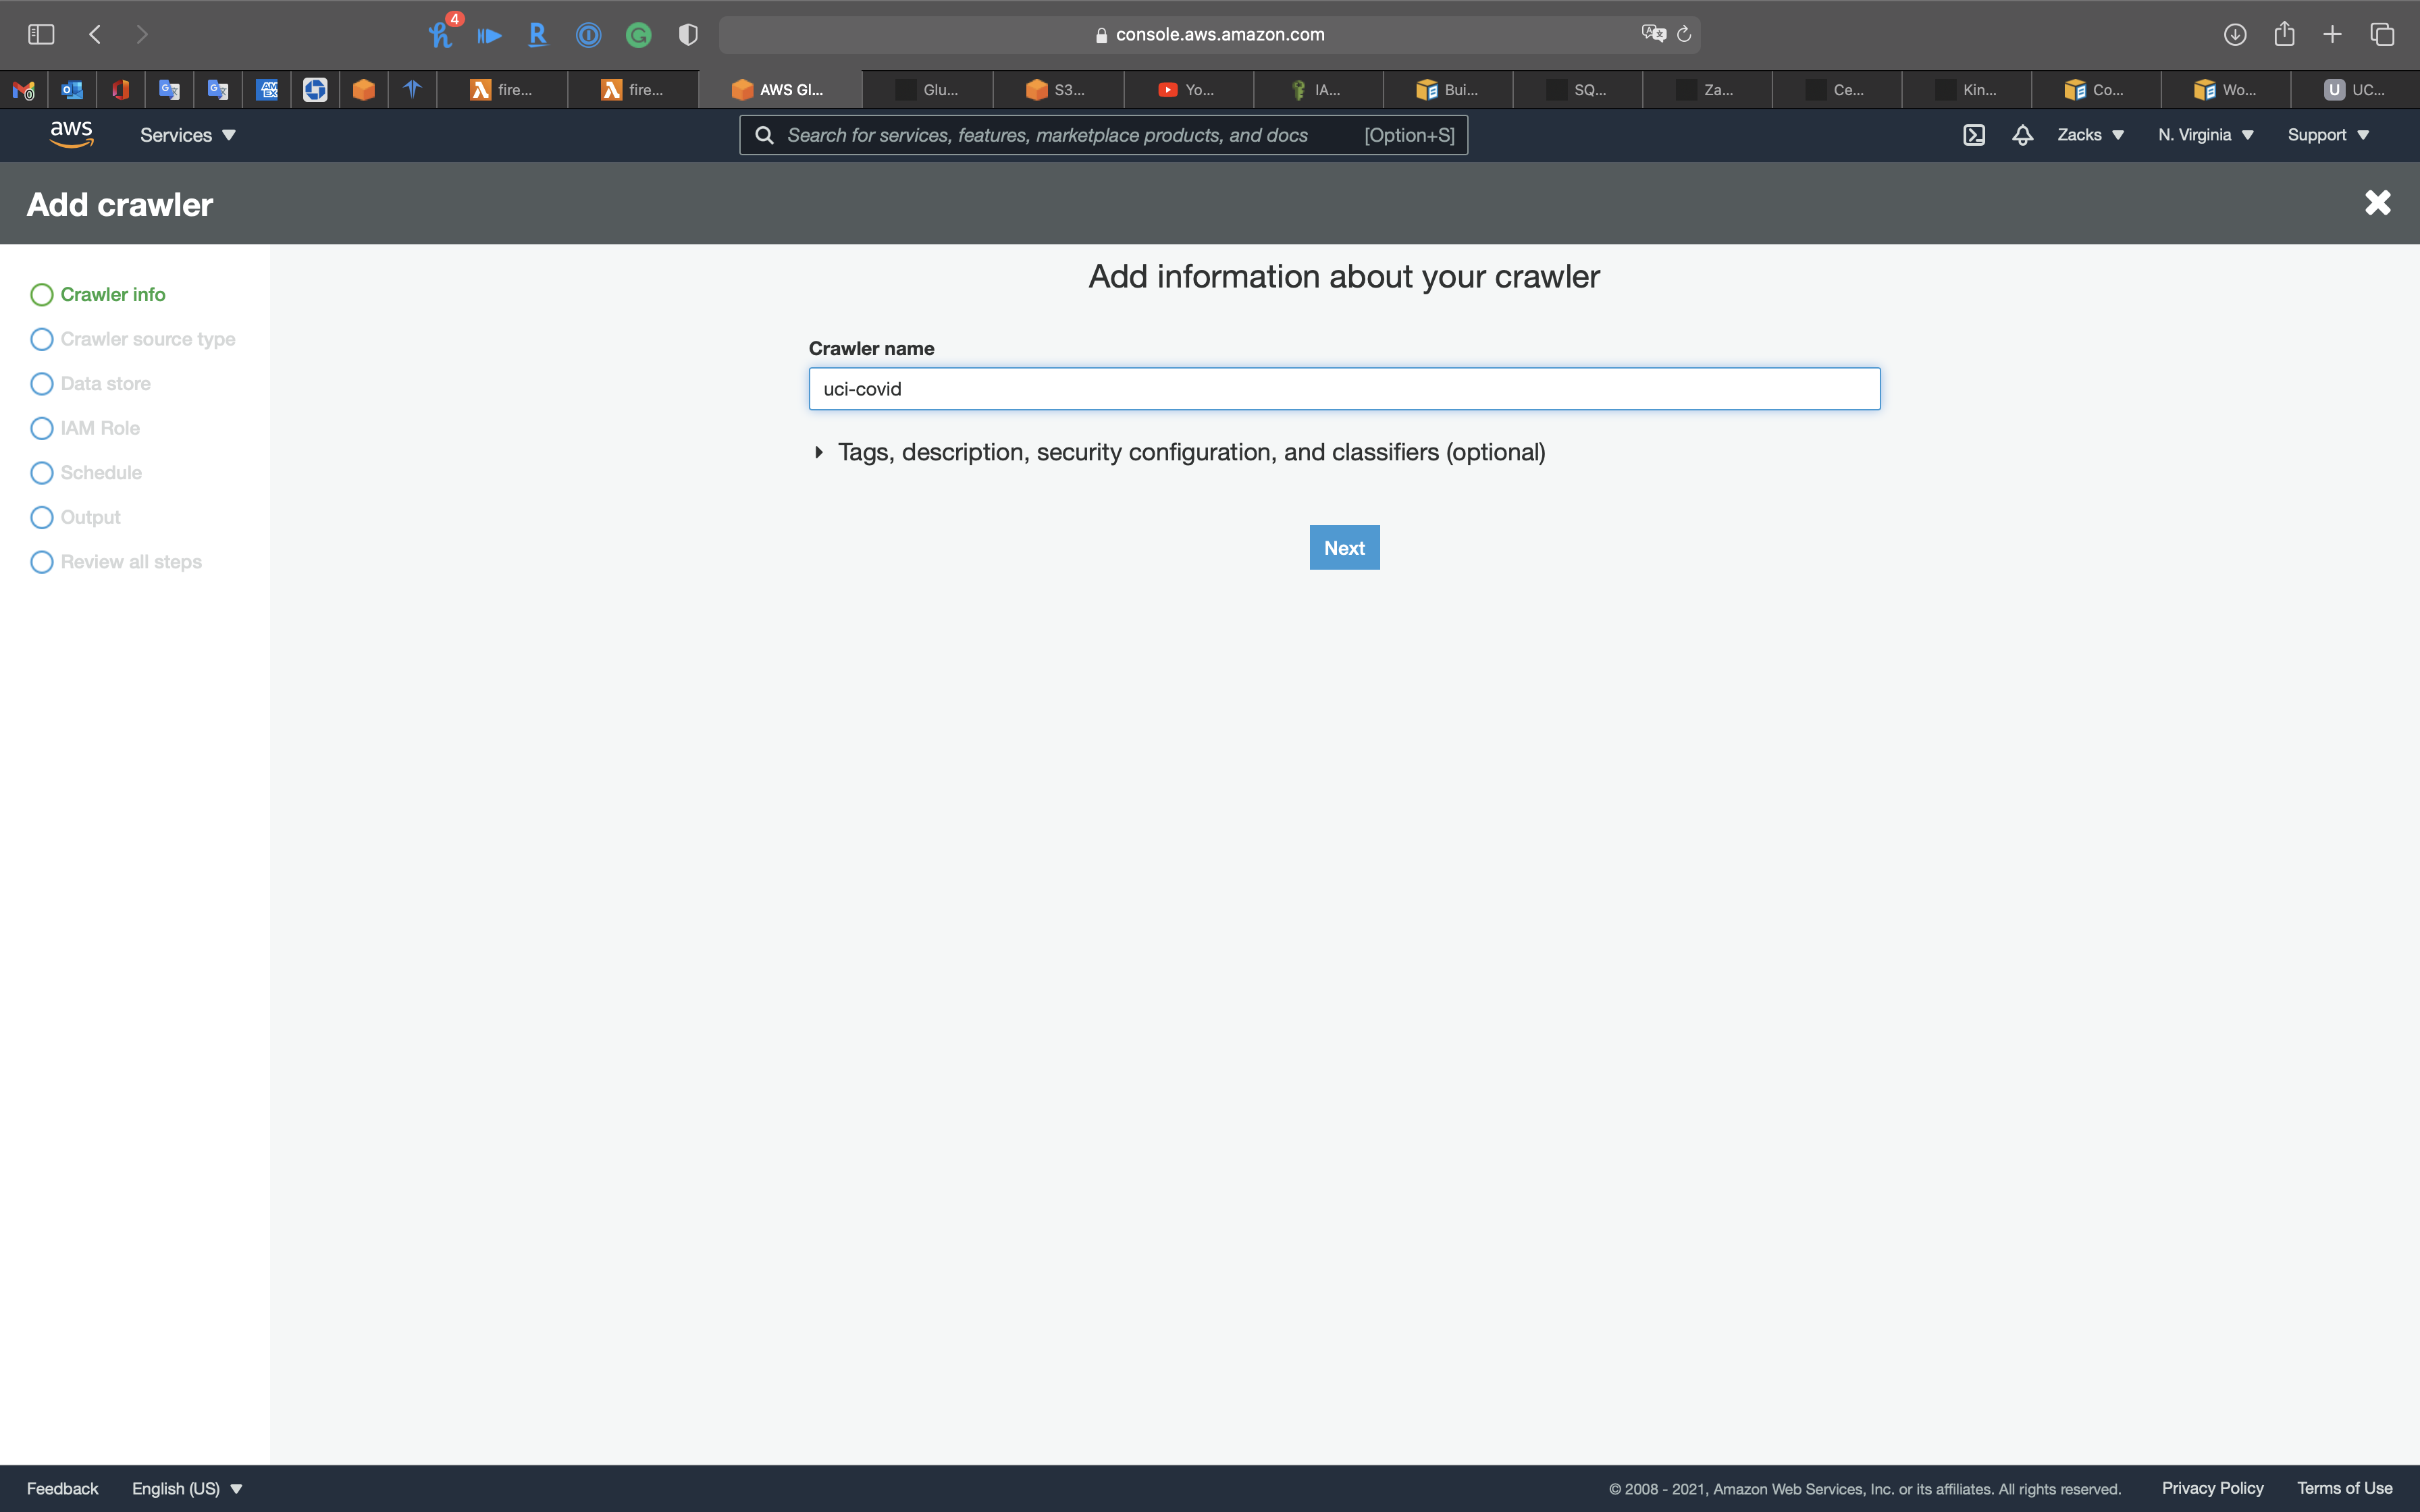 4
console.aws.amazon.com
fire...
fire...
AWS Gl...
Glu...
S3...
Yo...
IA...
Bui...
SQ...
Za...
Ce...
Kin...
Co...
Wo...
U UC...
aws
Services
Search for services, features, marketplace products, and docs [Option+S]
Zacks
N. Virginia
Support
Add crawler
Crawler info
Crawler source type
Data store
IAM Role
Schedule
Output
Review all steps
Add information about your crawler
Crawler name
uci-covid
Tags, description, security configuration, and classifiers (optional)
Next
Feedback
English (US)
© 2008 - 2021, Amazon Web Services, Inc. or its affiliates. All rights reserved.
Privacy Policy
Terms of Use